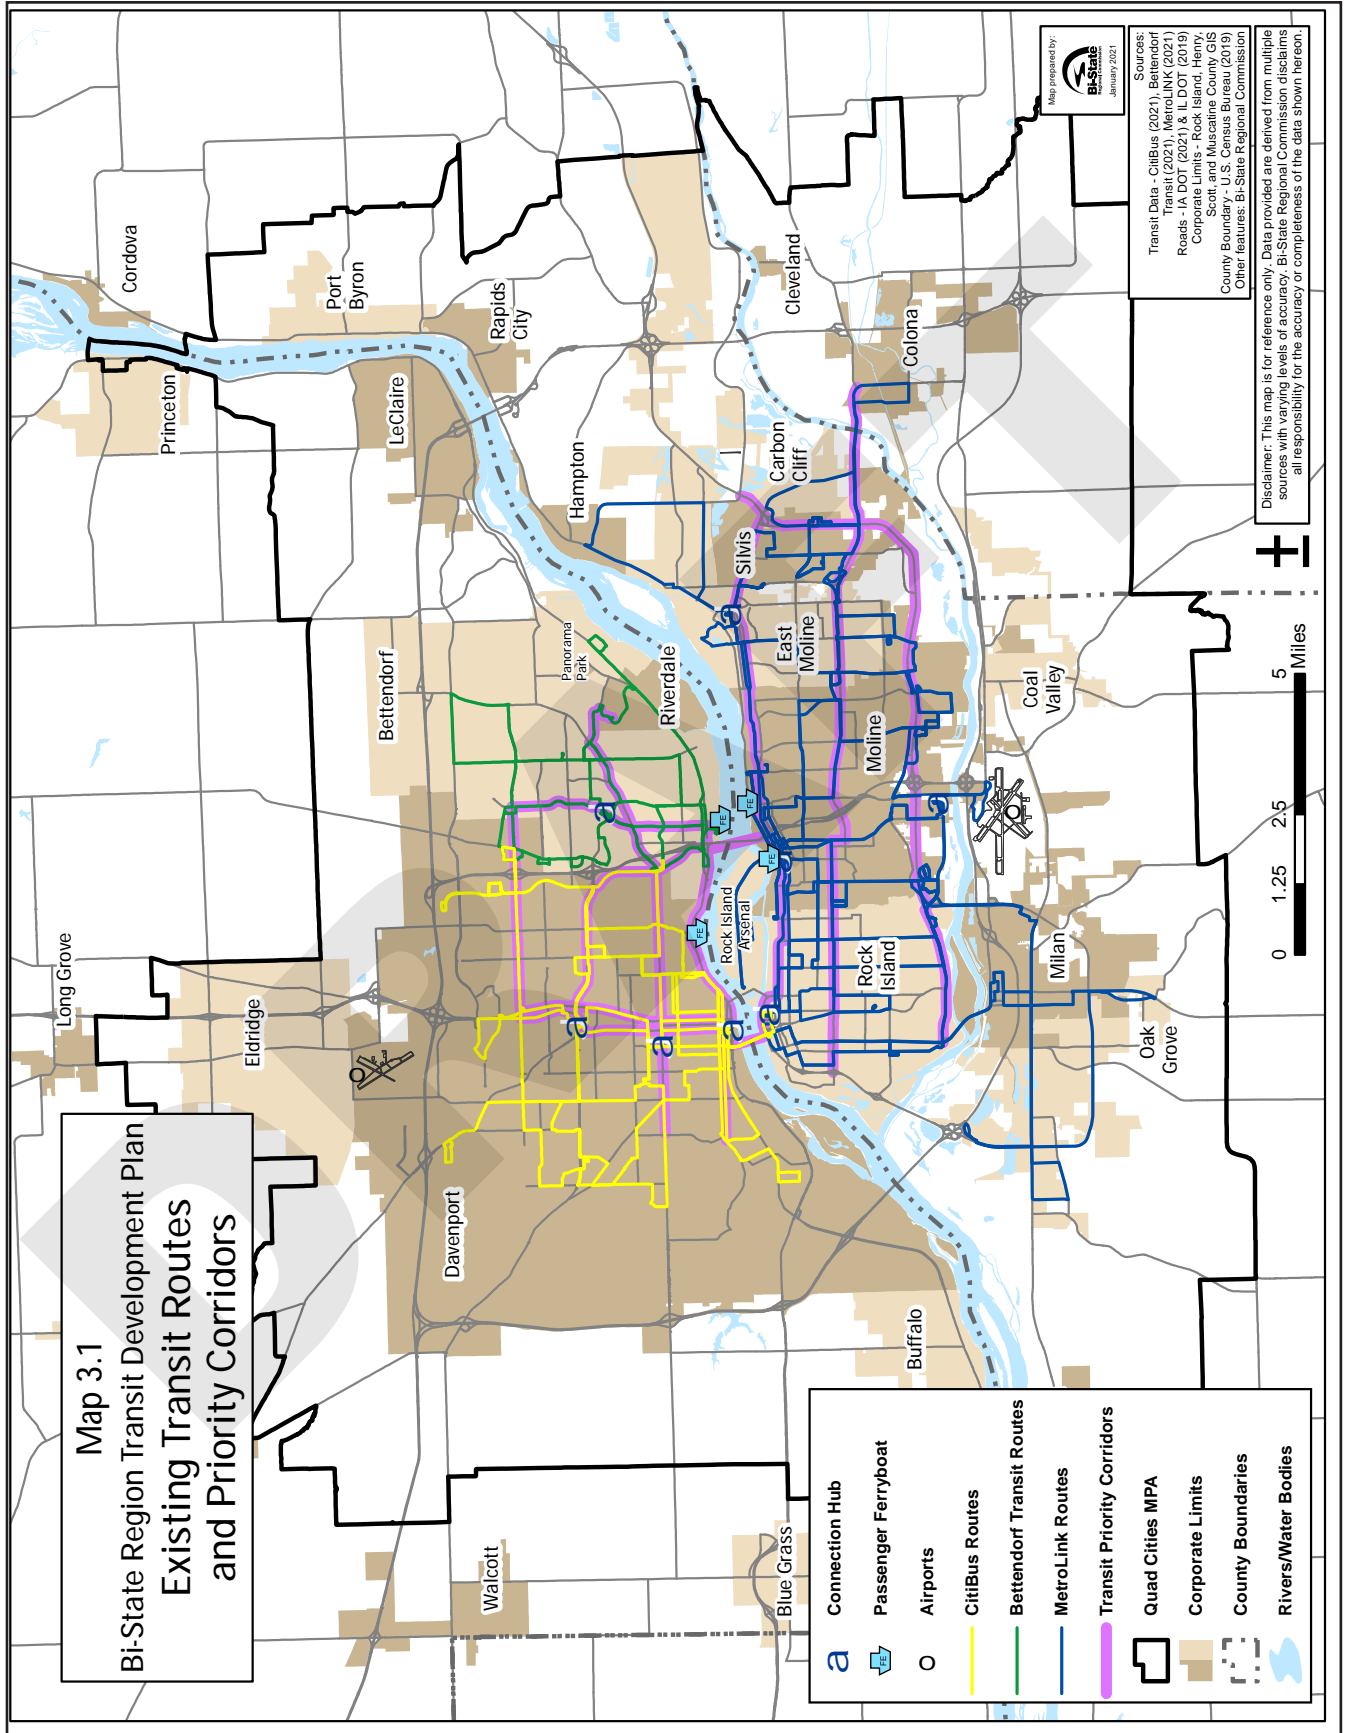 Map 3.1
Bi-State Region Transit Development Plan
Existing Transit Routes
and Priority Corridors
Long Grove
Eldridge
Davenport
Walcott
Blue Grass
Buffalo
Bettendorf
Panorama
Park
Riverdale
Princeton
LeClaire
Cordova
Port
Byron
Rapids
City
Hampton
Cleveland
Colona
Carbon
Cliff
Silvis
East
Moline
Moline
Coal
Valley
Rock Island
Arsenal
Rock
Island
Milan
Oak
Grove
a
a
a
a
a
a
a
FE
FE
FE
FE
DRAFT
a Connection Hub
FE Passenger Ferryboat
Airports
CitiBus Routes
Bettendorf Transit Routes
MetroLink Routes
Transit Priority Corridors
Quad Cities MPA
Corporate Limits
County Boundaries
Rivers/Water Bodies
0 1.25 2.5 5
Miles
Map prepared by:
Bi-State
Regional Commission
January 2021
Sources:
Transit Data - CitiBus (2021), Bettendorf
Transit (2021), MetroLINK (2021)
Roads - IA DOT (2021) & IL DOT (2019)
Corporate Limits - Rock Island, Henry,
Scott, and Muscatine County GIS
County Boundary - U.S. Census Bureau (2019)
Other features: Bi-State Regional Commission
Disclaimer: This map is for reference only. Data provided are derived from multiple
sources with varying levels of accuracy. Bi-State Regional Commission disclaims
all responsibility for the accuracy or completeness of the data shown hereon.